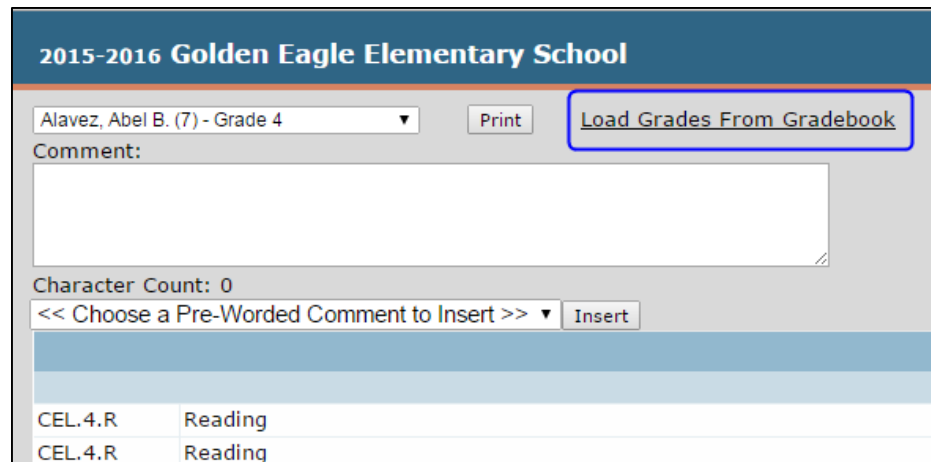 2015-2016 Golden Eagle Elementary School
Alavez, Abel B. (7) - Grade 4 Print Load Grades From Gradebook
Comment:
Character Count: 0
<< Choose a Pre-Worded Comment to Insert >> Insert
CEL.4.R Reading
CEL.4.R Reading